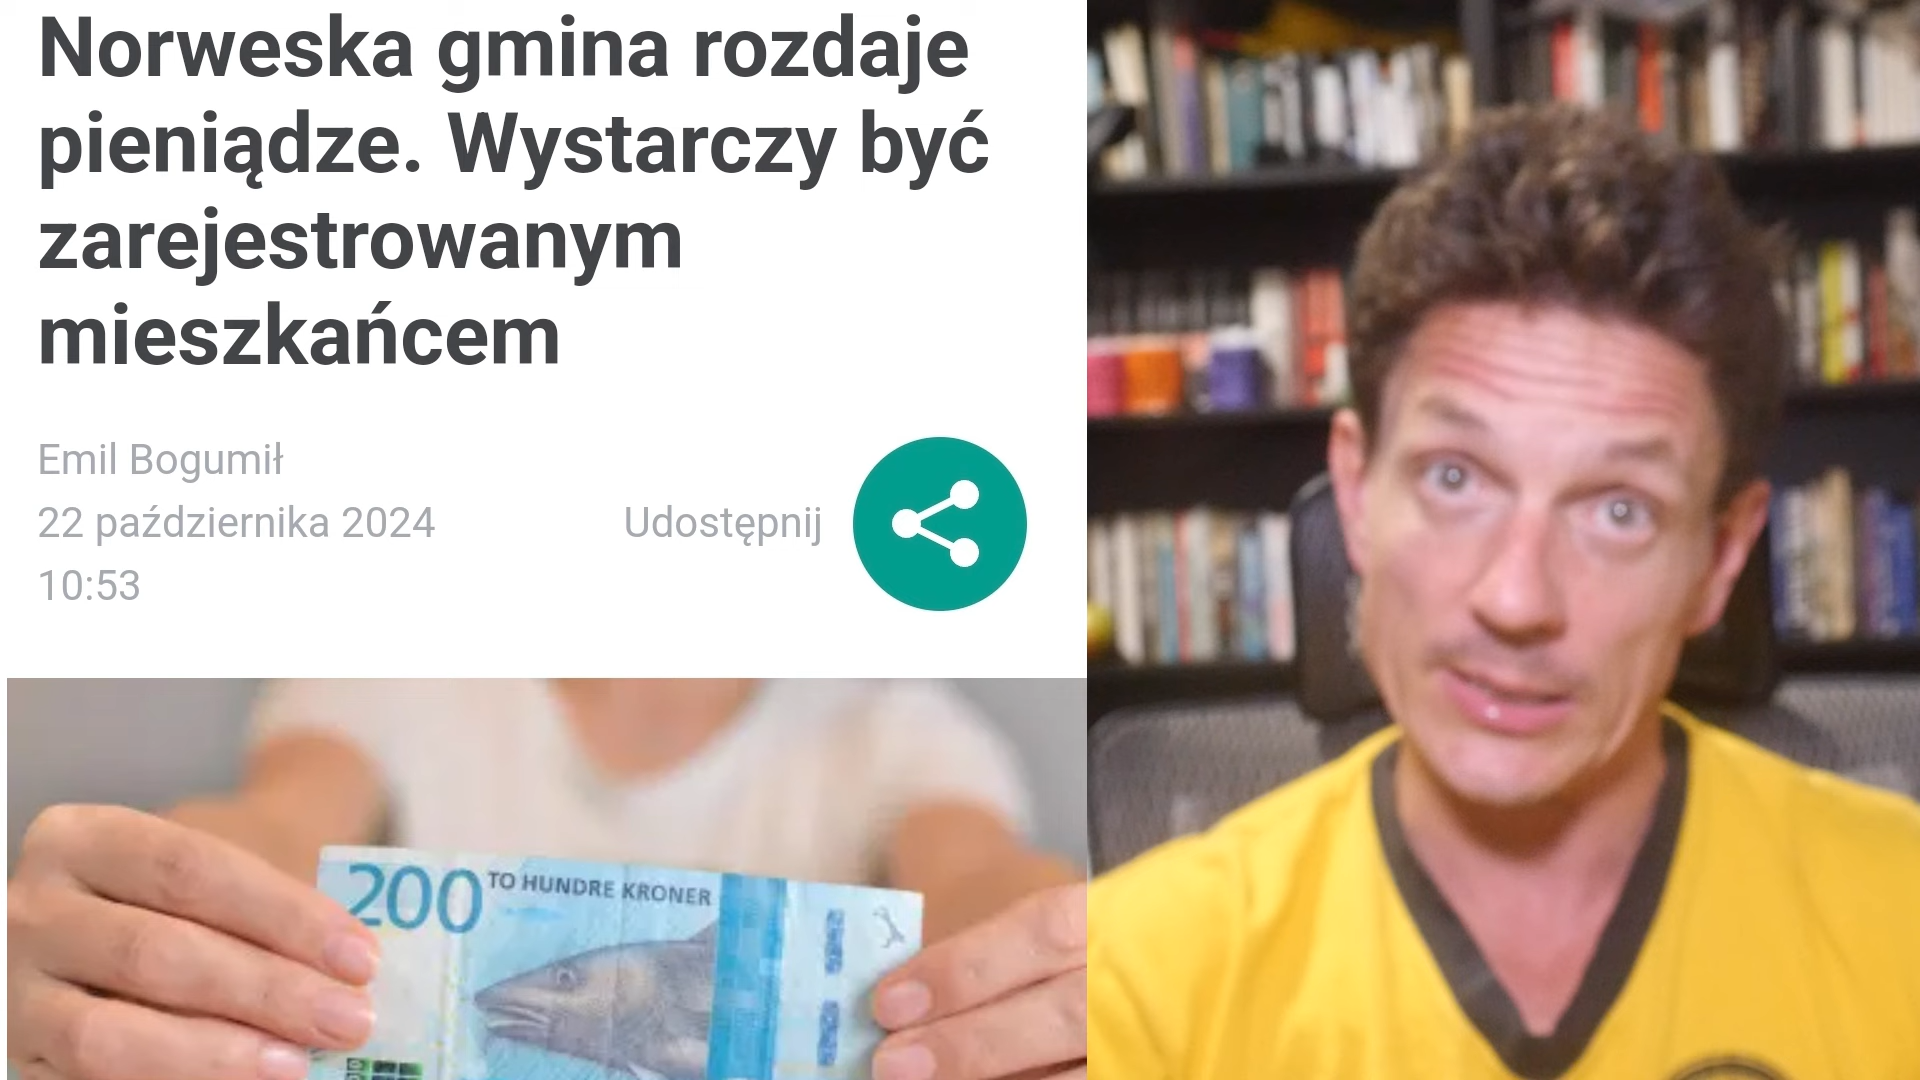 Norweska gmina rozdaje
pieniądze. Wystarczy być
zarejestrowanym
mieszkańcem
Emil Bogumił
22 października 2024
Udostępnij
10:53
200 TO HUNDRE KRONER